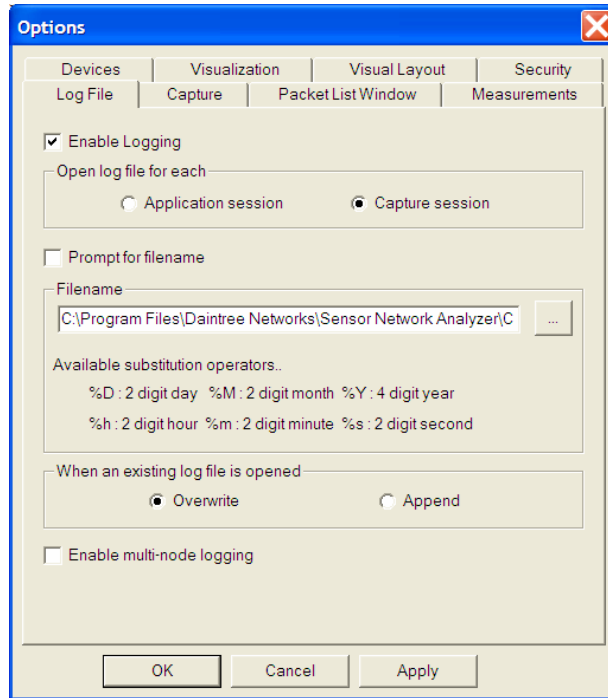 Options
Devices Visualization Visual Layout Security
Log File Capture Packet List Window Measurements
Enable Logging
Open log file for each
Application session Capture session
Prompt for filename
Filename
C:\Program Files\Daintree Networks\Sensor Network Analyzer\C ...
Available substitution operators..
%D : 2 digit day %M : 2 digit month %Y : 4 digit year
%h : 2 digit hour %m : 2 digit minute %s : 2 digit second
When an existing log file is opened
Overwrite Append
Enable multi-node logging
OK Cancel Apply